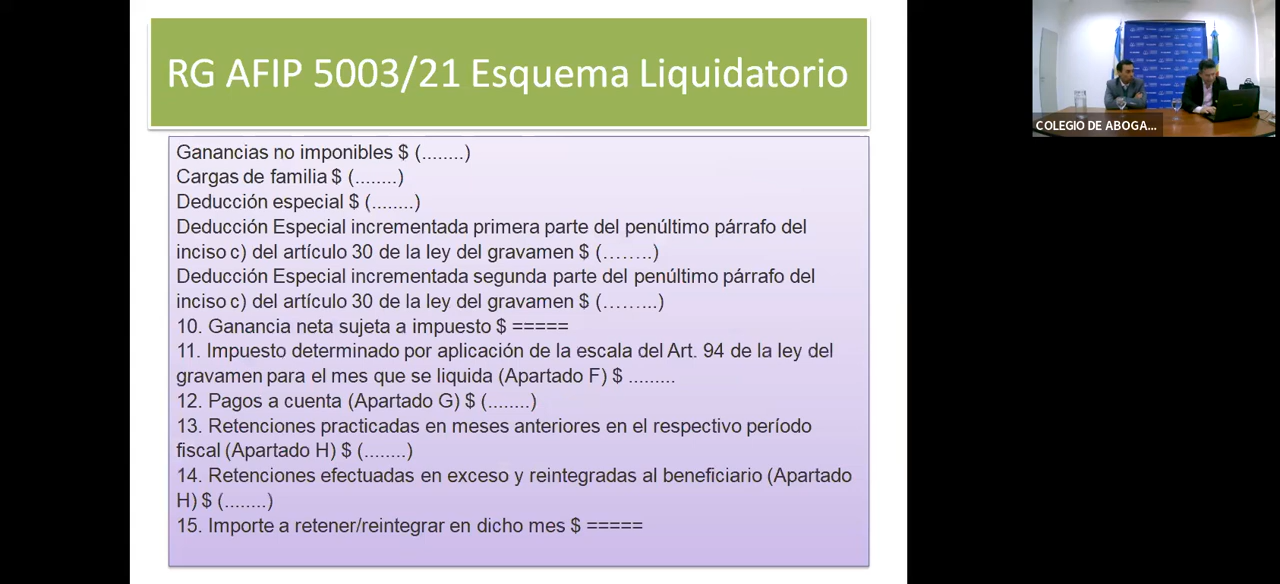 RG AFIP 5003/21 Esquema Liquidatorio
Ganancias no imponibles $ (........)
Cargas de familia $ (........)
Deducción especial $ (........)
Deducción Especial incrementada primera parte del penúltimo párrafo del
inciso c) del artículo 30 de la ley del gravamen $ (……..)
Deducción Especial incrementada segunda parte del penúltimo párrafo del
inciso c) del artículo 30 de la ley del gravamen $ (……...)
10. Ganancia neta sujeta a impuesto $ =====
11. Impuesto determinado por aplicación de la escala del Art. 94 de la ley del
gravamen para el mes que se liquida (Apartado F) $ .........
12. Pagos a cuenta (Apartado G) $ (........)
13. Retenciones practicadas en meses anteriores en el respectivo período
fiscal (Apartado H) $ (........)
14. Retenciones efectuadas en exceso y reintegradas al beneficiario (Apartado
H) $ (........)
15. Importe a retener/reintegrar en dicho mes $ =====
COLEGIO DE ABOGA...